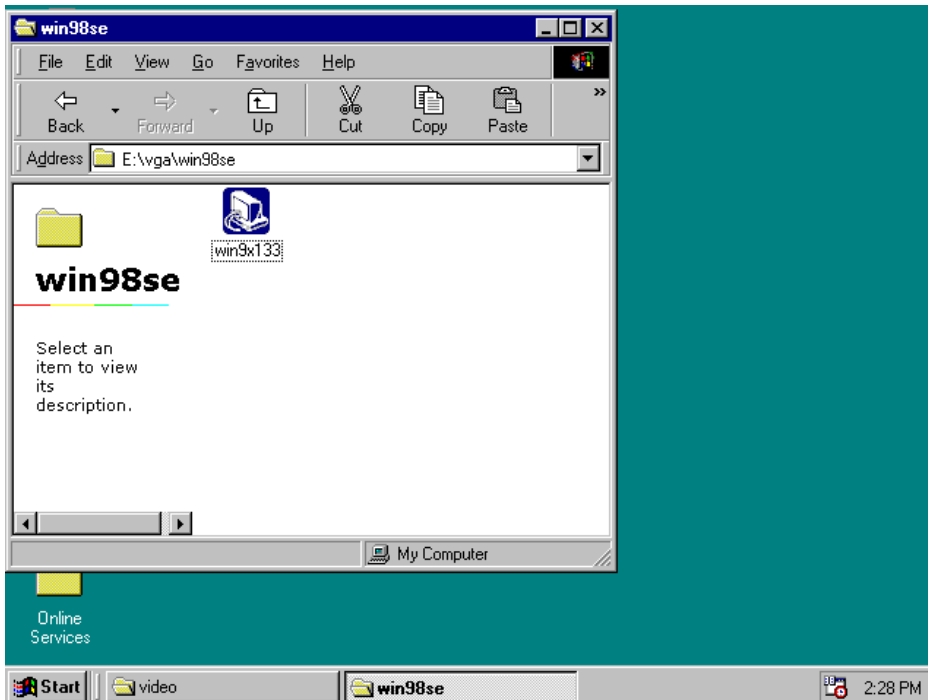 win98se
File Edit View Go Favorites Help
Back Forward Up Cut Copy Paste »
Address E:\vga\win98se
win9x133
win98se
Select an
item to view
its
description.
My Computer
Online
Services
Start video win98se 2:28 PM